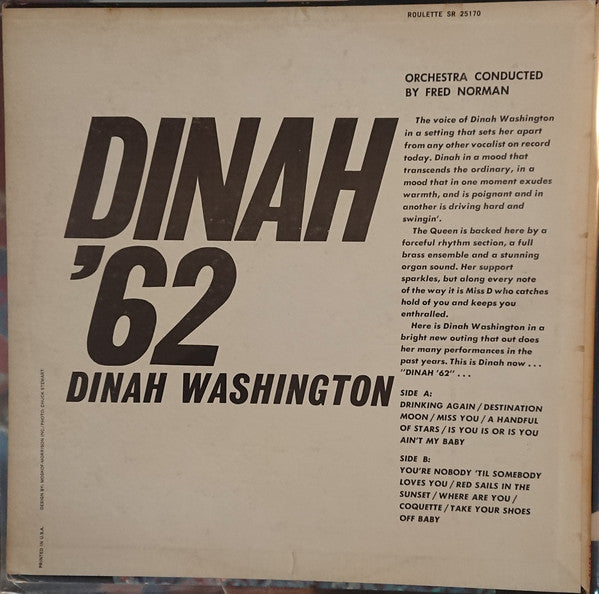 ROULETTE SR 25170
ORCHESTRA CONDUCTED
BY FRED NORMAN
The voice of Dinah Washington
in a setting that sets her apart
from any other vocalist on record
today. Dinah in a mood that
transcends the ordinary, in a
mood that in one moment exudes
warmth, and is poignant and in
another is driving hard and
swingin'.
The Queen is backed here by a
forceful rhythm section, a full
brass ensemble and a stunning
organ sound. Her support
sparkles, but along every note
of the way it is Miss D who catches
hold of you and keeps you
enthralled.
Here is Dinah Washington in a
bright new outing that out does
her many performances in the
past years. This is Dinah now . . .
"DINAH '62" . . .
SIDE A:
DRINKING AGAIN / DESTINATION
MOON / MISS YOU / A HANDFUL
OF STARS / IS YOU IS OR IS YOU
AIN'T MY BABY
SIDE B:
YOU'RE NOBODY 'TIL SOMEBODY
LOVES YOU / RED SAILS IN THE
SUNSET / WHERE ARE YOU /
COQUETTE / TAKE YOUR SHOES
OFF BABY
DINAH
'62
DINAH WASHINGTON
DESIGN BY: MOSKOF-MORRISON INC/PHOTO: CHUCK STEWART
PRINTED IN U.S.A.